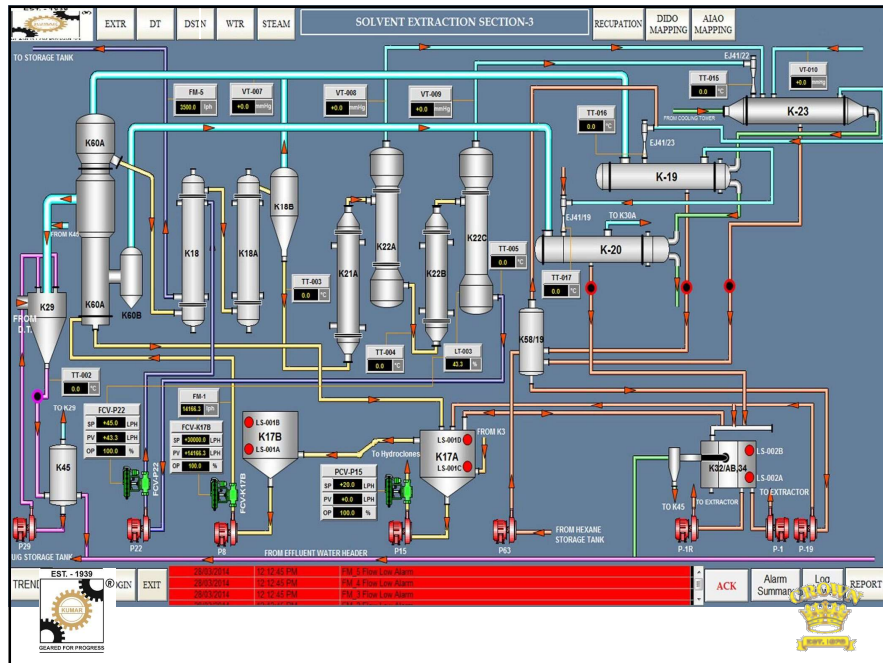 EST. - 1939
EXTR
DT
DSTN
WTR
STEAM
SOLVENT EXTRACTION SECTION-3
RECUPATION
DIDO MAPPING
AIAO MAPPING
TO STORAGE TANK
FM-5
3500.0 lph
VT-007
+0.0 mmHg
VT-008
+0.0 mmHg
VT-009
+0.0 mmHg
EJ41/22
TT-015
0.0 °C
VT-010
+0.0 mmHg
FROM COOLING TOWER
K-23
TT-016
0.0 °C
EJ41/23
K60A
K-19
K18
K18A
K18B
K22A
K22C
EJ41/19
TO K30A
FROM K45
K21A
K22B
TT-005
0.0 °C
K-20
K29
K60A
K60B
TT-003
0.0 °C
TT-017
0.0 °C
FROM D.T.
K58/19
TT-004
0.0 °C
LT-003
43.3 %
TT-002
0.0 °C
TO K29
FCV-P22
SP +45.0 LPH
PV +43.3 LPH
OP 100.0 %
FCV-P22
FM-1
14166.3 lph
FCV-K17B
SP +30000.0 LPH
PV +14166.3 LPH
OP 100.0 %
FCV-K17B
LS-001B
K17B
LS-001A
To Hydroclones
FROM K3
LS-001D
K17A
LS-001C
PCV-P15
SP +20.0 LPH
PV +0.0 LPH
OP 100.0 %
K45
K32/AB,34
LS-002B
LS-002A
TO K45
TO EXTRACTOR
TO EXTRACTOR
P29
P22
P8
P15
P63
FROM HEXANE STORAGE TANK
P-1R
P-1
P-19
STORAGE TANK
FROM EFFLUENT WATER HEADER
TREND
EXIT
28/03/2014 12:12:45 PM FM_5 Flow Low Alarm
28/03/2014 12:12:45 PM FM_4 Flow Low Alarm
28/03/2014 12:12:45 PM FM_3 Flow Low Alarm
ACK
Alarm
Log
REPORT
EST. - 1939
®
KUMAR
GEARED FOR PROGRESS
CROWN
EST. 1976